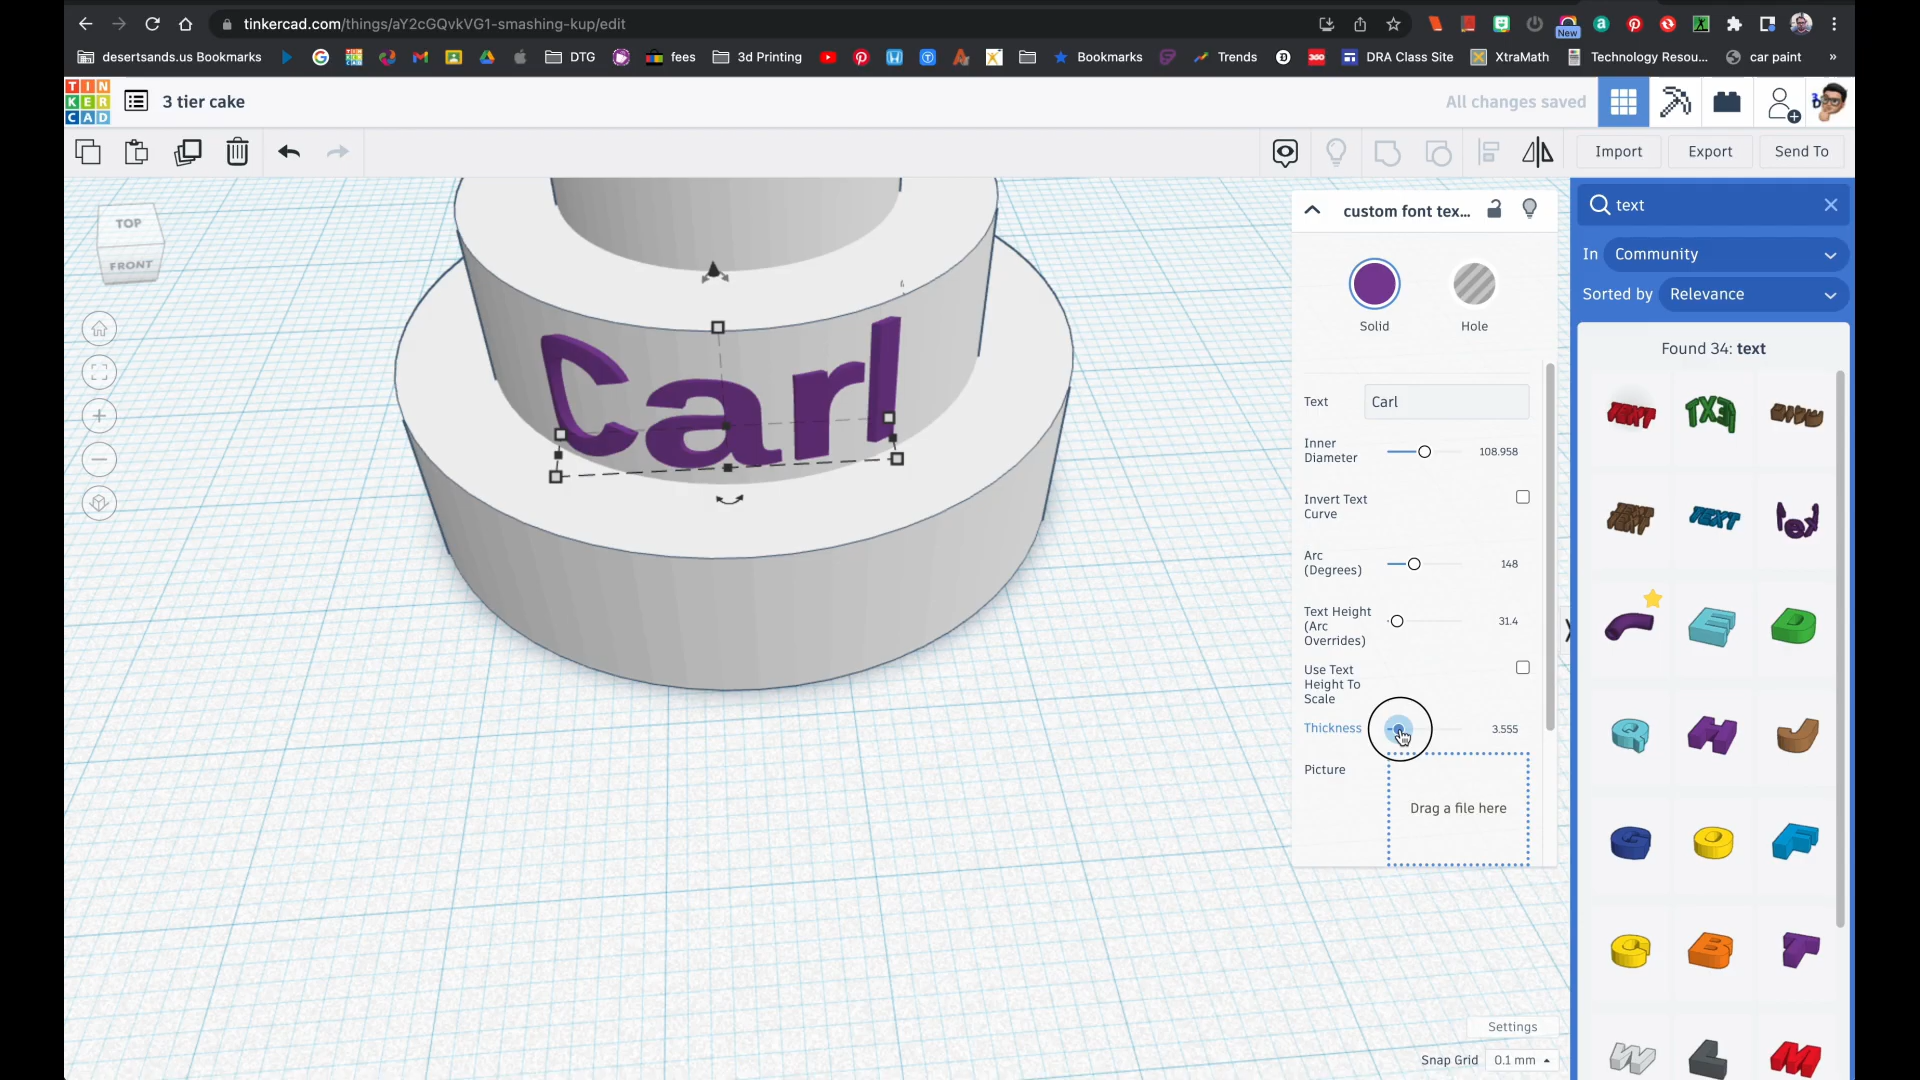 tinkercad.com/things/aY2cGQvkVG1-smashing-kup/edit
New
desertsands.us Bookmarks
DTG
fees
3d Printing
Bookmarks
Trends
DRA Class Site
XtraMath
Technology Resou...
car paint
»
TIN
KER
CAD
3 tier cake
All changes saved
Import
Export
Send To
TOP
FRONT
Carl
custom font tex...
Solid
Hole
Text
Carl
Inner
Diameter
108.958
Invert Text
Curve
Arc
(Degrees)
148
Text Height
(Arc
Overrides)
31.4
Use Text
Height To
Scale
Thickness
3.555
Picture
Drag a file here
Settings
Snap Grid
0.1 mm
text
In
Community
Sorted by
Relevance
Found 34: text
TEXT
TEXT
TEXT
E
D
Q
H
J
G
O
F
C
B
T
W
L
M